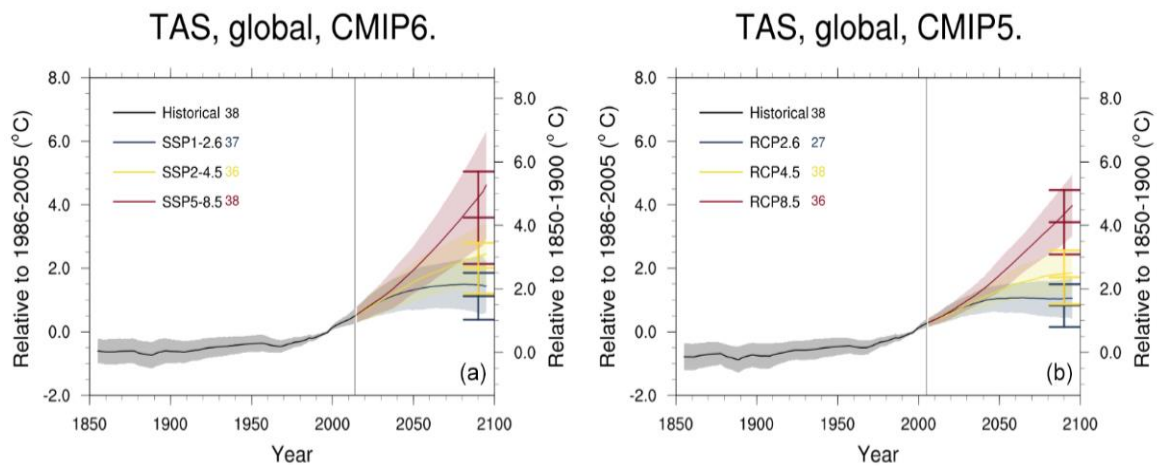 TAS, global, CMIP6.
Relative to 1986-2005 (°C)
8.0
6.0
4.0
2.0
0.0
-2.0
Historical 38
SSP1-2.6 37
SSP2-4.5 36
SSP5-8.5 38
(a)
8.0
6.0
4.0
2.0
0.0
Relative to 1850-1900 (° C)
1850 1900 1950 2000 2050 2100
Year
TAS, global, CMIP5.
Relative to 1986-2005 (°C)
8.0
6.0
4.0
2.0
0.0
-2.0
Historical 38
RCP2.6 27
RCP4.5 38
RCP8.5 36
(b)
8.0
6.0
4.0
2.0
0.0
Relative to 1850-1900 (° C)
1850 1900 1950 2000 2050 2100
Year